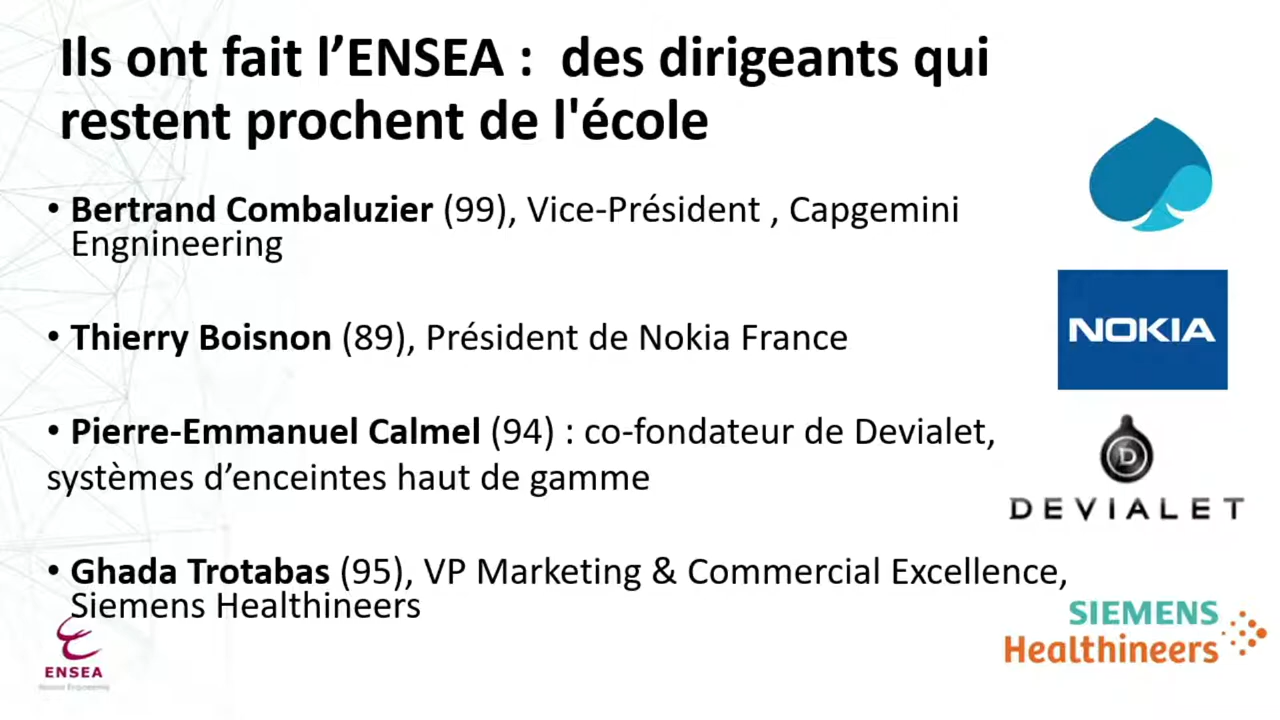 Ils ont fait l’ENSEA :  des dirigeants qui
restent prochent de l'école
• Bertrand Combaluzier (99), Vice-Président , Capgemini
Engnineering
• Thierry Boisnon (89), Président de Nokia France
NOKIA
• Pierre-Emmanuel Calmel (94) : co-fondateur de Devialet,
systèmes d’enceintes haut de gamme
D
DEVIALET
• Ghada Trotabas (95), VP Marketing & Commercial Excellence,
Siemens Healthineers
SIEMENS
Healthineers
ENSEA